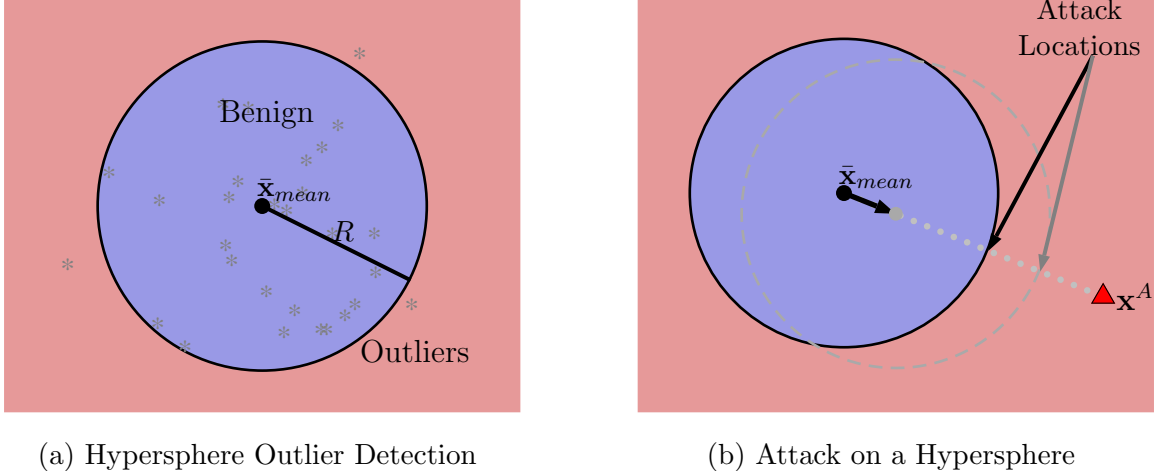 Benign
x̄mean
R
Outliers
(a) Hypersphere Outlier Detection
Attack
Locations
x̄mean
xA
(b) Attack on a Hypersphere